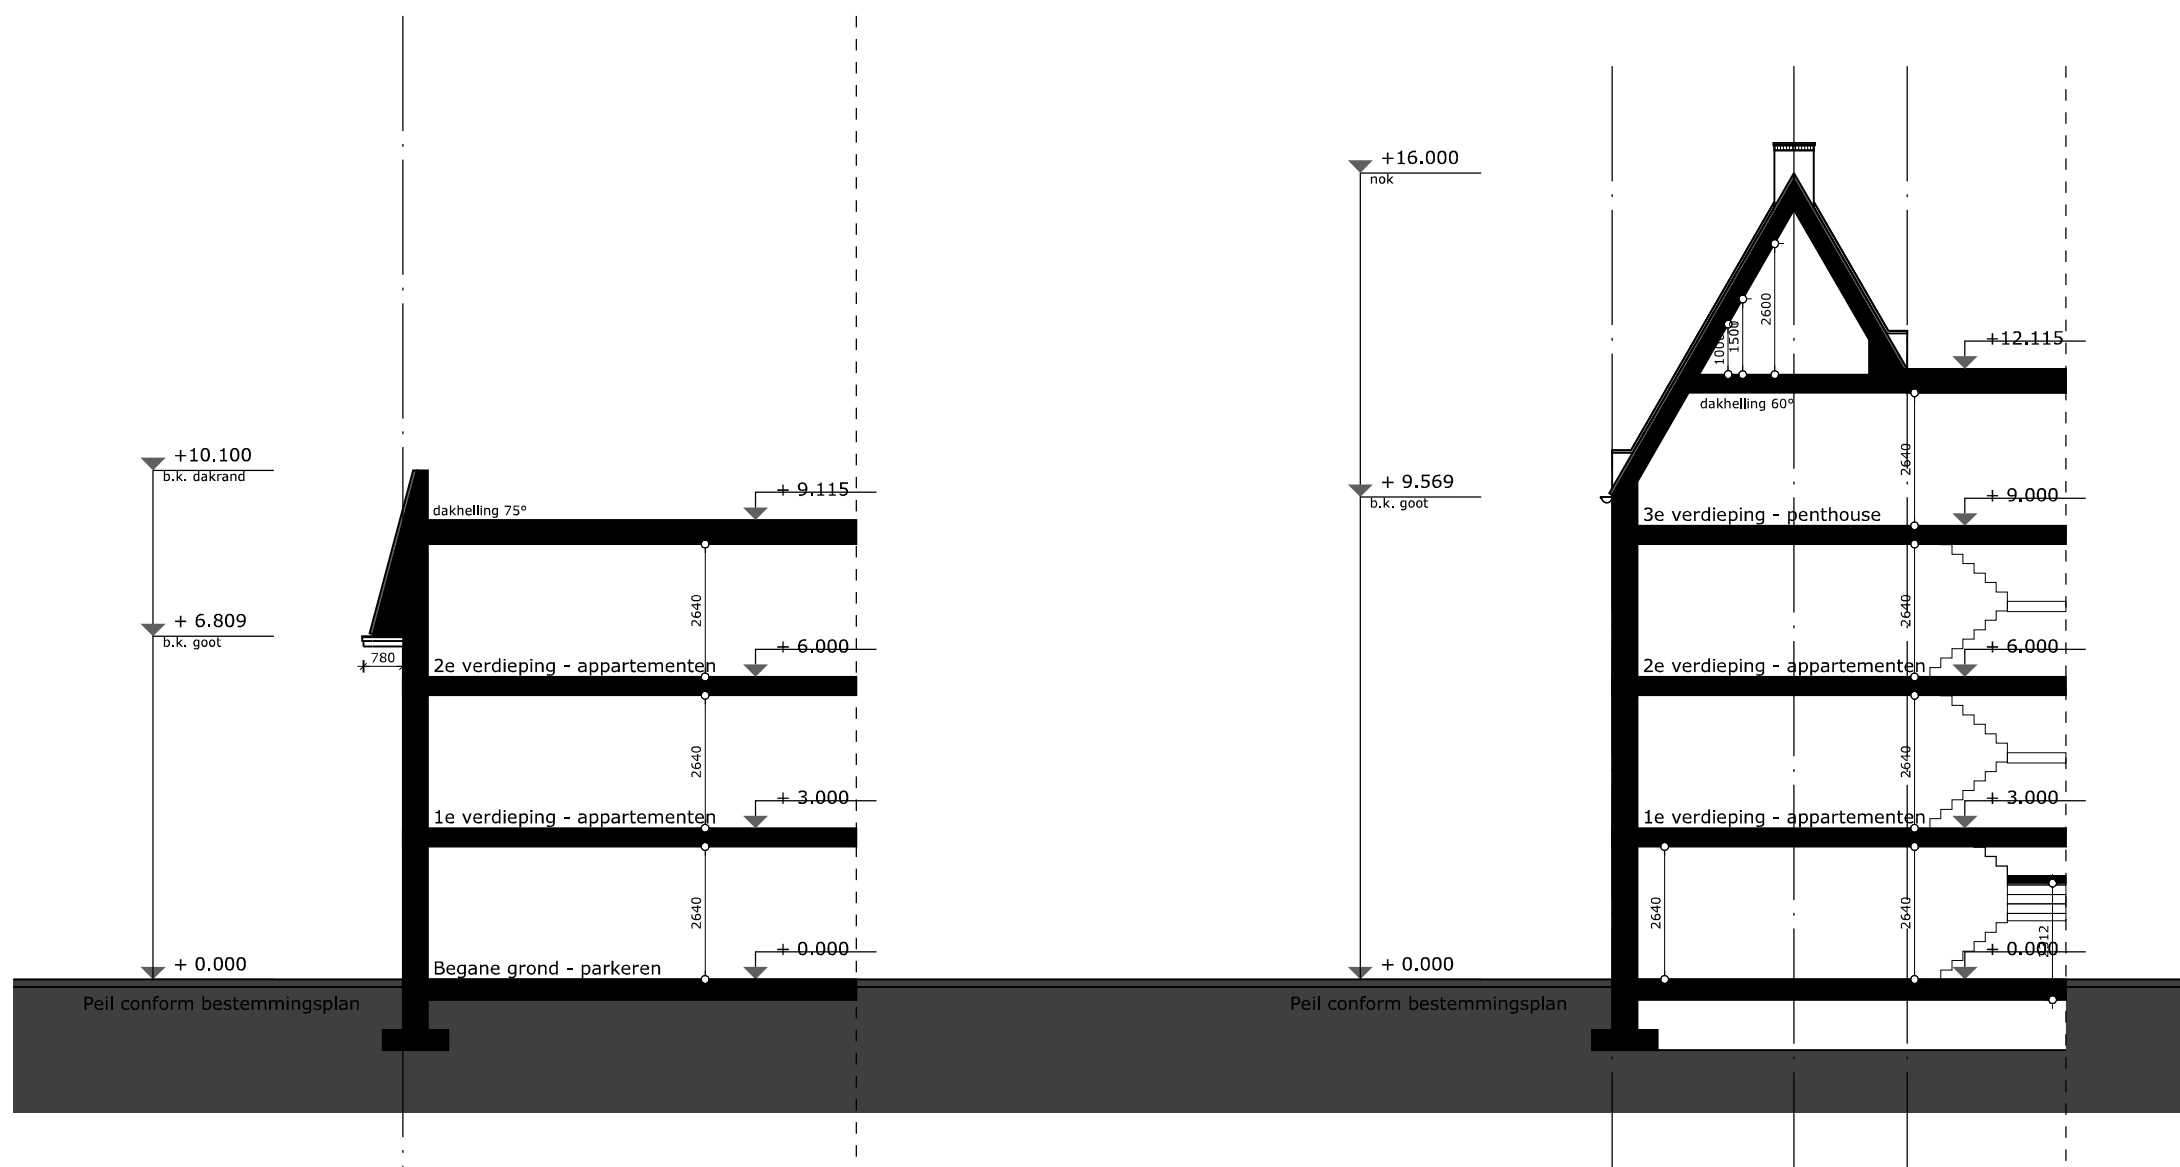 +16.000
nok
2600
1500
1000
+12.115
dakhelling 60°
+10.100
b.k. dakrand
+ 9.115
dakhelling 75°
2640
+ 9.569
b.k. goot
+ 9.000
3e verdieping - penthouse
+ 6.809
b.k. goot
780
2640
2640
+ 6.000
2e verdieping - appartementen
+ 6.000
2e verdieping - appartementen
2640
2640
+ 3.000
1e verdieping - appartementen
+ 3.000
1e verdieping - appartementen
2640
2640
2640
2312
+ 0.000
+ 0.000
Begane grond - parkeren
+ 0.000
+ 0.000
Peil conform bestemmingsplan
Peil conform bestemmingsplan